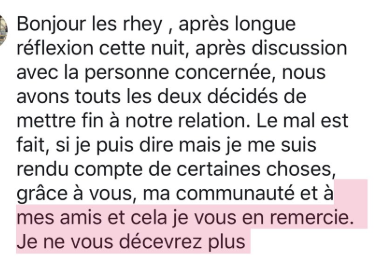 Bonjour les rhey , après longue
réflexion cette nuit, après discussion
avec la personne concernée, nous
avons touts les deux décidés de
mettre fin à notre relation. Le mal est
fait, si je puis dire mais je me suis
rendu compte de certaines choses,
grâce à vous, ma communauté et à
mes amis et cela je vous en remercie.
Je ne vous décevrez plus